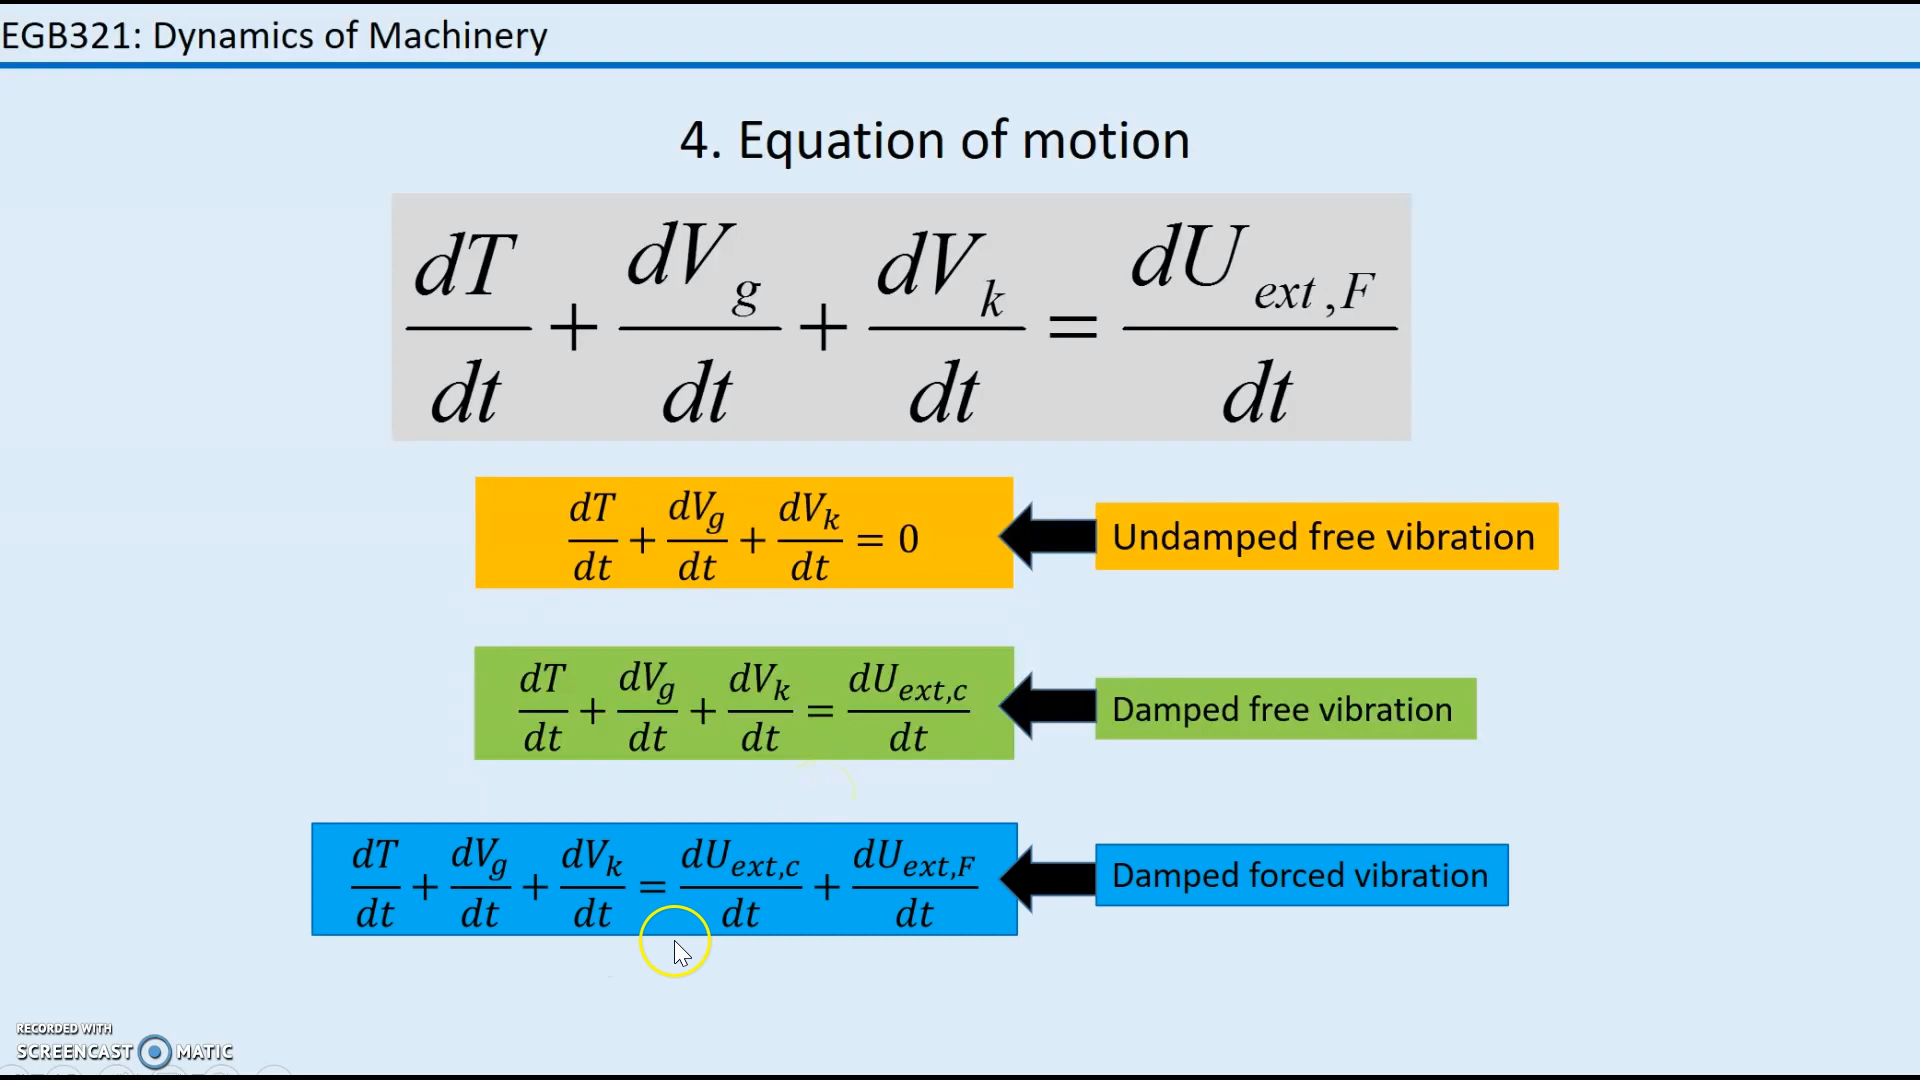 EGB321: Dynamics of Machinery
4. Equation of motion
dT/dt + dV_g/dt + dV_k/dt = dU_ext,F/dt
dT/dt + dV_g/dt + dV_k/dt = 0
Undamped free vibration
dT/dt + dV_g/dt + dV_k/dt = dU_ext,c/dt
Damped free vibration
dT/dt + dV_g/dt + dV_k/dt = dU_ext,c/dt + dU_ext,F/dt
Damped forced vibration
RECORDED WITH
SCREENCAST MATIC